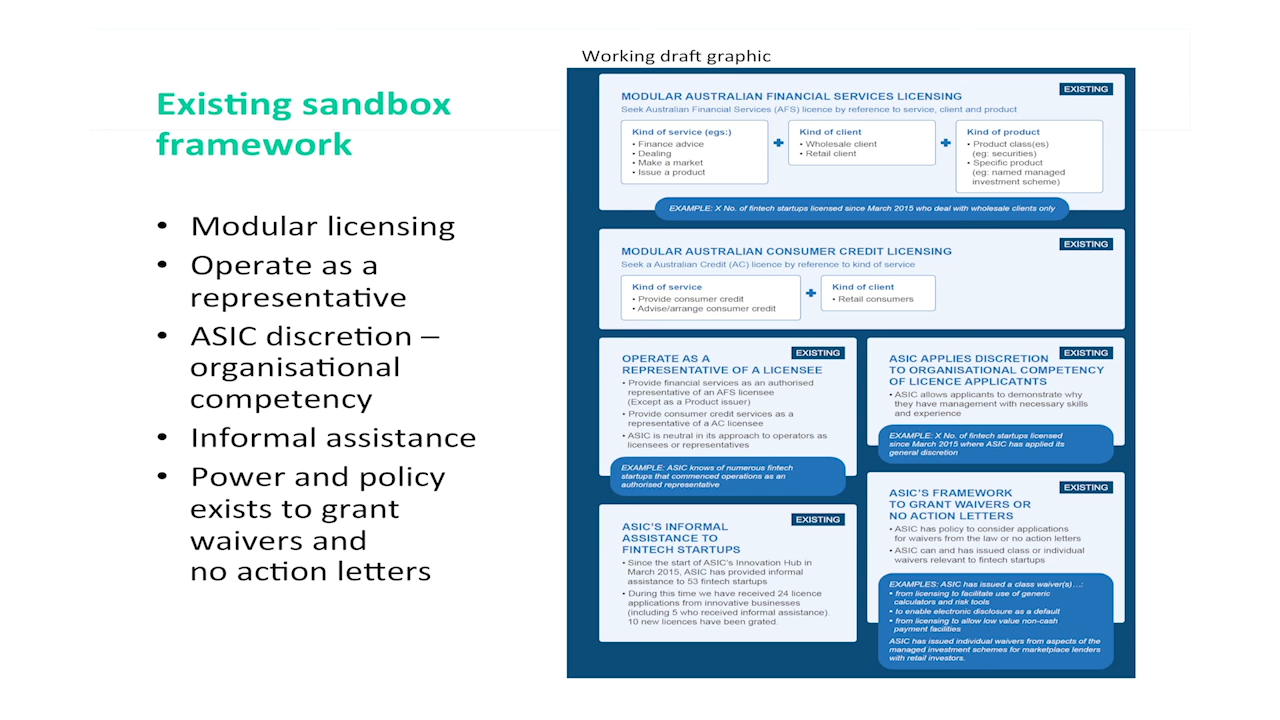 Working draft graphic
Existing sandbox
framework
• Modular licensing
• Operate as a
representative
• ASIC discretion –
organisational
competency
• Informal assistance
• Power and policy
exists to grant
waivers and
no action letters
MODULAR AUSTRALIAN FINANCIAL SERVICES LICENSING
EXISTING
Seek Australian Financial Services (AFS) licence by reference to service, client and product
Kind of service (egs:)
• Finance advice
• Dealing
• Make a market
• Issue a product
+
Kind of client
• Wholesale client
• Retail client
+
Kind of product
• Product class(es)
(eg: securities)
• Specific product
(eg: named managed
investment scheme)
EXAMPLE: X No. of fintech startups licensed since March 2015 who deal with wholesale clients only
MODULAR AUSTRALIAN CONSUMER CREDIT LICENSING
EXISTING
Seek a Australian Credit (AC) licence by reference to kind of service
Kind of service
• Provide consumer credit
• Advise/arrange consumer credit
+
Kind of client
• Retail consumers
EXISTING
OPERATE AS A
REPRESENTATIVE OF A LICENSEE
• Provide financial services as an authorised
representative of an AFS licensee
(Except as a Product issuer)
• Provide consumer credit services as a
representative of a AC licensee
• ASIC is neutral in its approach to operators as
licensees or representatives
EXAMPLE: ASIC knows of numerous fintech
startups that commenced operations as an
authorised representative
EXISTING
ASIC APPLIES DISCRETION
TO ORGANISATIONAL COMPETENCY
OF LICENCE APPLICATNTS
• ASIC allows applicants to demonstrate why
they have management with necessary skills
and experience
EXAMPLE: X No. of fintech startups licensed
since March 2015 where ASIC has applied its
general discretion
EXISTING
ASIC'S INFORMAL
ASSISTANCE TO
FINTECH STARTUPS
• Since the start of ASIC's Innovation Hub in
March 2015, ASIC has provided informal
assistance to 53 fintech startups
• During this time we have received 24 licence
applications from innovative businesses
(including 5 who received informal assistance).
10 new licences have been grated.
EXISTING
ASIC'S FRAMEWORK
TO GRANT WAIVERS OR
NO ACTION LETTERS
• ASIC has policy to consider applications
for waivers from the law or no action letters
• ASIC can and has issued class or individual
waivers relevant to fintech startups
EXAMPLES: ASIC has issued a class waiver(s)…:
• from licensing to facilitate use of generic
calculators and risk tools
• to enable electronic disclosure as a default
• from licensing to allow low value non-cash
payment facilities
ASIC has issued individual waivers from aspects of the
managed investment schemes for marketplace lenders
with retail investors.